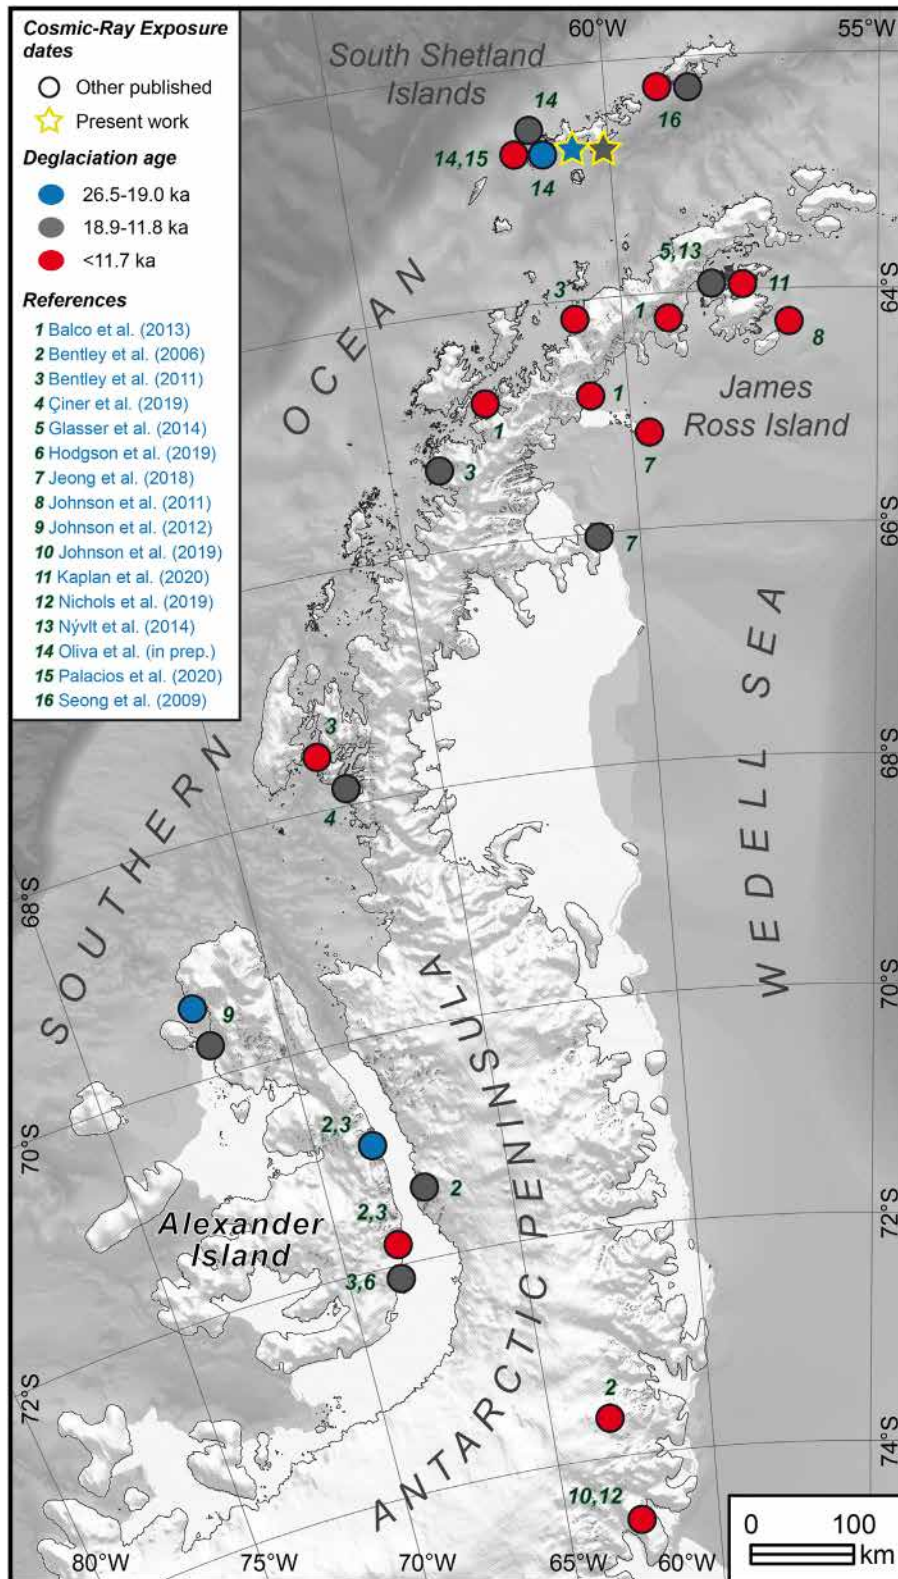 Cosmic-Ray Exposure
dates
Other published
Present work
Deglaciation age
26.5-19.0 ka
18.9-11.8 ka
<11.7 ka
References
1 Balco et al. (2013)
2 Bentley et al. (2006)
3 Bentley et al. (2011)
4 Çiner et al. (2019)
5 Glasser et al. (2014)
6 Hodgson et al. (2019)
7 Jeong et al. (2018)
8 Johnson et al. (2011)
9 Johnson et al. (2012)
10 Johnson et al. (2019)
11 Kaplan et al. (2020)
12 Nichols et al. (2019)
13 Nývlt et al. (2014)
14 Oliva et al. (in prep.)
15 Palacios et al. (2020)
16 Seong et al. (2009)
60°W
55°W
South Shetland
Islands
14
16
14,15
14
5,13
11
64°S
3
1
8
James
Ross Island
1
1
7
3
7
66°S
SOUTHERN OCEAN
WEDELL SEA
3
4
68°S
68°S
9
70°S
70°S
2,3
2
2,3
3,6
Alexander
Island
ANTARCTIC PENINSULA
72°S
72°S
2
74°S
10,12
80°W
70°W
65°W
60°W
0 100
km